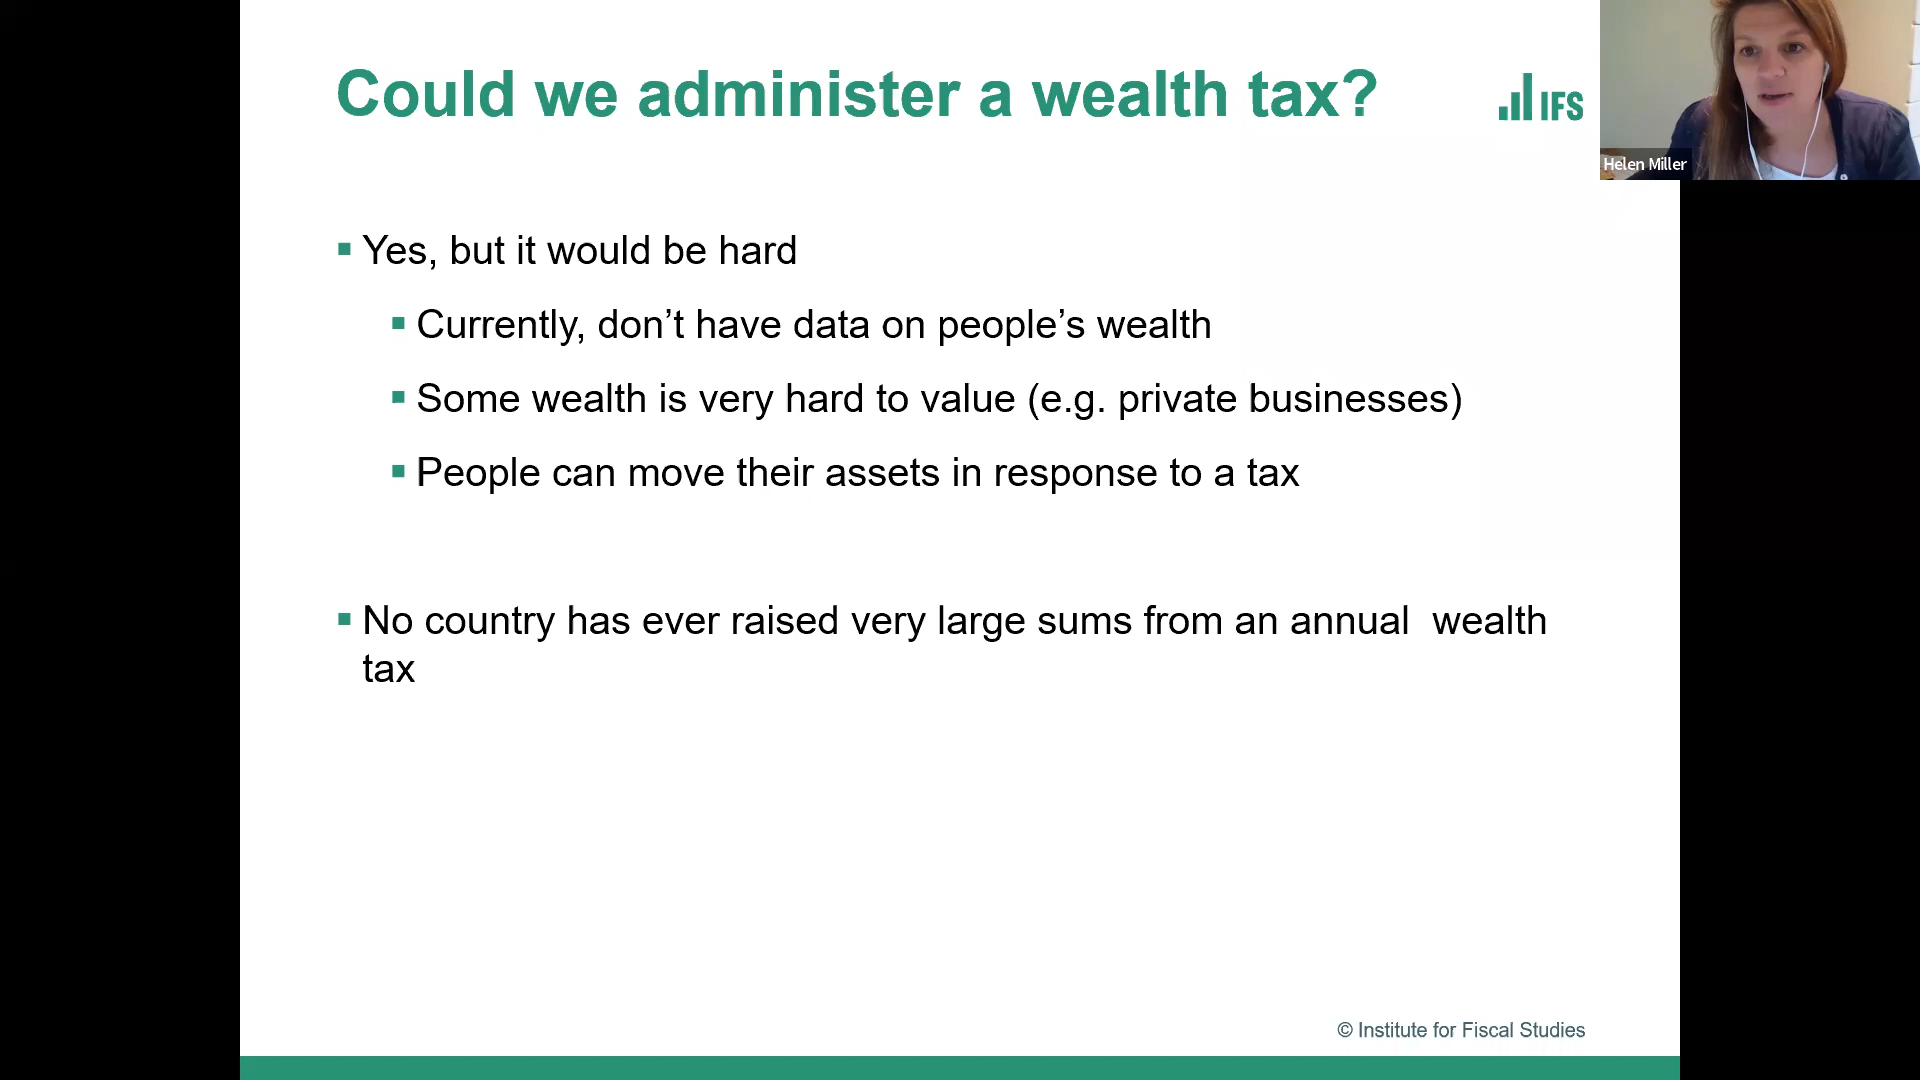 Could we administer a wealth tax?
IFS
Helen Miller
Yes, but it would be hard
Currently, don’t have data on people’s wealth
Some wealth is very hard to value (e.g. private businesses)
People can move their assets in response to a tax
No country has ever raised very large sums from an annual  wealth
tax
© Institute for Fiscal Studies